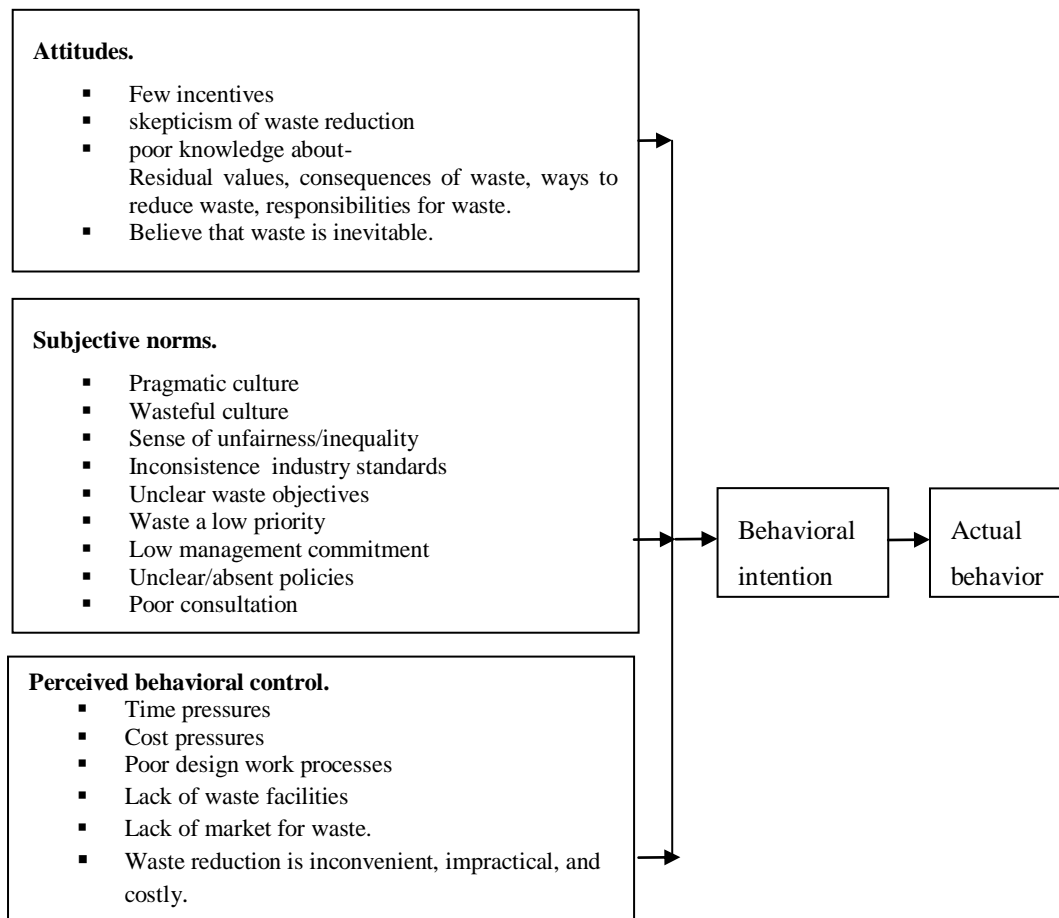 Attitudes.
▪ Few incentives
▪ skepticism of waste reduction
▪ poor knowledge about-
Residual values, consequences of waste, ways to
reduce waste, responsibilities for waste.
▪ Believe that waste is inevitable.
Subjective norms.
▪ Pragmatic culture
▪ Wasteful culture
▪ Sense of unfairness/inequality
▪ Inconsistence industry standards
▪ Unclear waste objectives
▪ Waste a low priority
▪ Low management commitment
▪ Unclear/absent policies
▪ Poor consultation
Perceived behavioral control.
▪ Time pressures
▪ Cost pressures
▪ Poor design work processes
▪ Lack of waste facilities
▪ Lack of market for waste.
▪ Waste reduction is inconvenient, impractical, and
costly.
Behavioral
intention
Actual
behavior